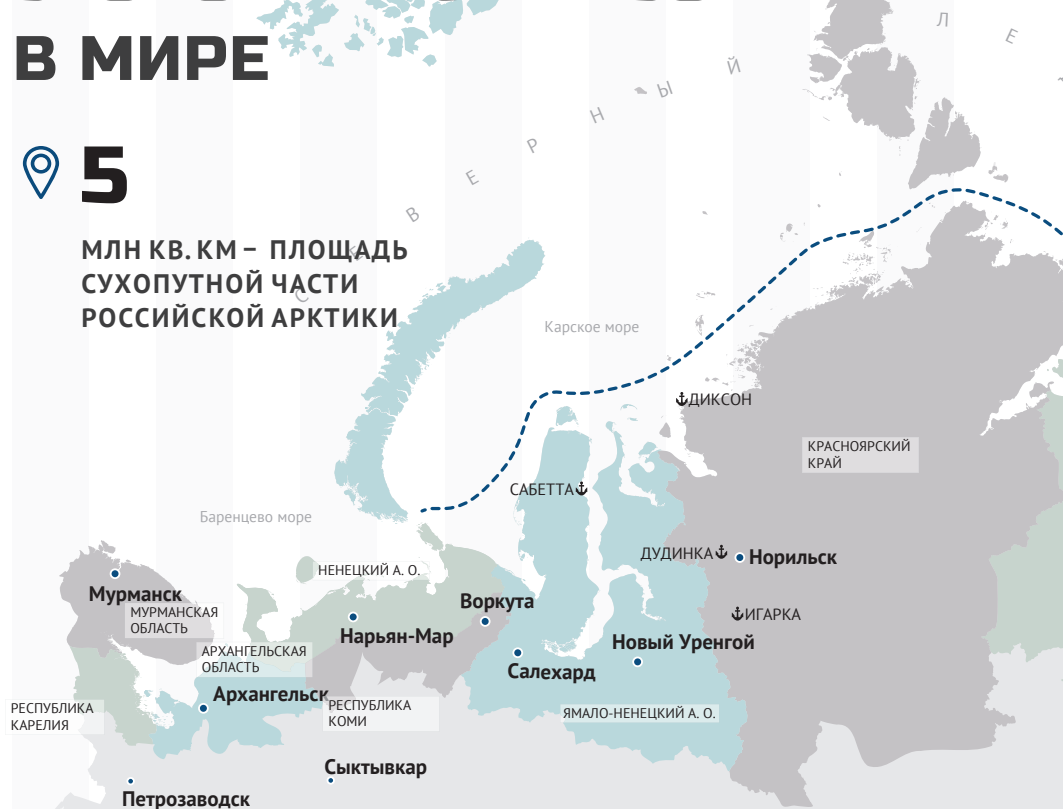 В МИРЕ
5
МЛН КВ. КМ – ПЛОЩАДЬ
СУХОПУТНОЙ ЧАСТИ
РОССИЙСКОЙ АРКТИКИ
С Е В Е Р Н Ы Й Л Е
Карское море
ДИКСОН
КРАСНОЯРСКИЙ
КРАЙ
САБЕТТА
Баренцево море
ДУДИНКА
Норильск
НЕНЕЦКИЙ А. О.
Мурманск
МУРМАНСКАЯ
ОБЛАСТЬ
Воркута
ИГАРКА
Нарьян-Мар
Новый Уренгой
АРХАНГЕЛЬСКАЯ
ОБЛАСТЬ
Салехард
Архангельск
РЕСПУБЛИКА
КАРЕЛИЯ
РЕСПУБЛИКА
КОМИ
ЯМАЛО-НЕНЕЦКИЙ А. О.
Сыктывкар
Петрозаводск